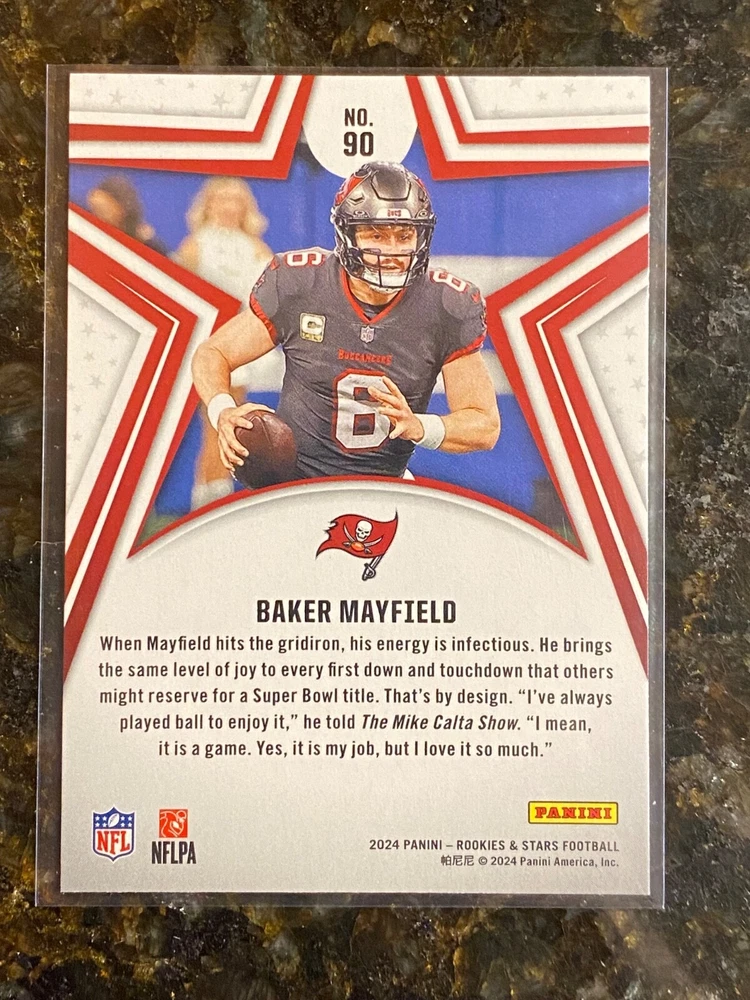 NO.
90
6
6
C
BUCCANEERS
6
BAKER MAYFIELD
When Mayfield hits the gridiron, his energy is infectious. He brings
the same level of joy to every first down and touchdown that others
might reserve for a Super Bowl title. That's by design. “I've always
played ball to enjoy it,” he told The Mike Calta Show. “I mean,
it is a game. Yes, it is my job, but I love it so much.”
PANINI
NFL
NFLPA
2024 PANINI – ROOKIES & STARS FOOTBALL
帕尼尼 © 2024 Panini America, Inc.